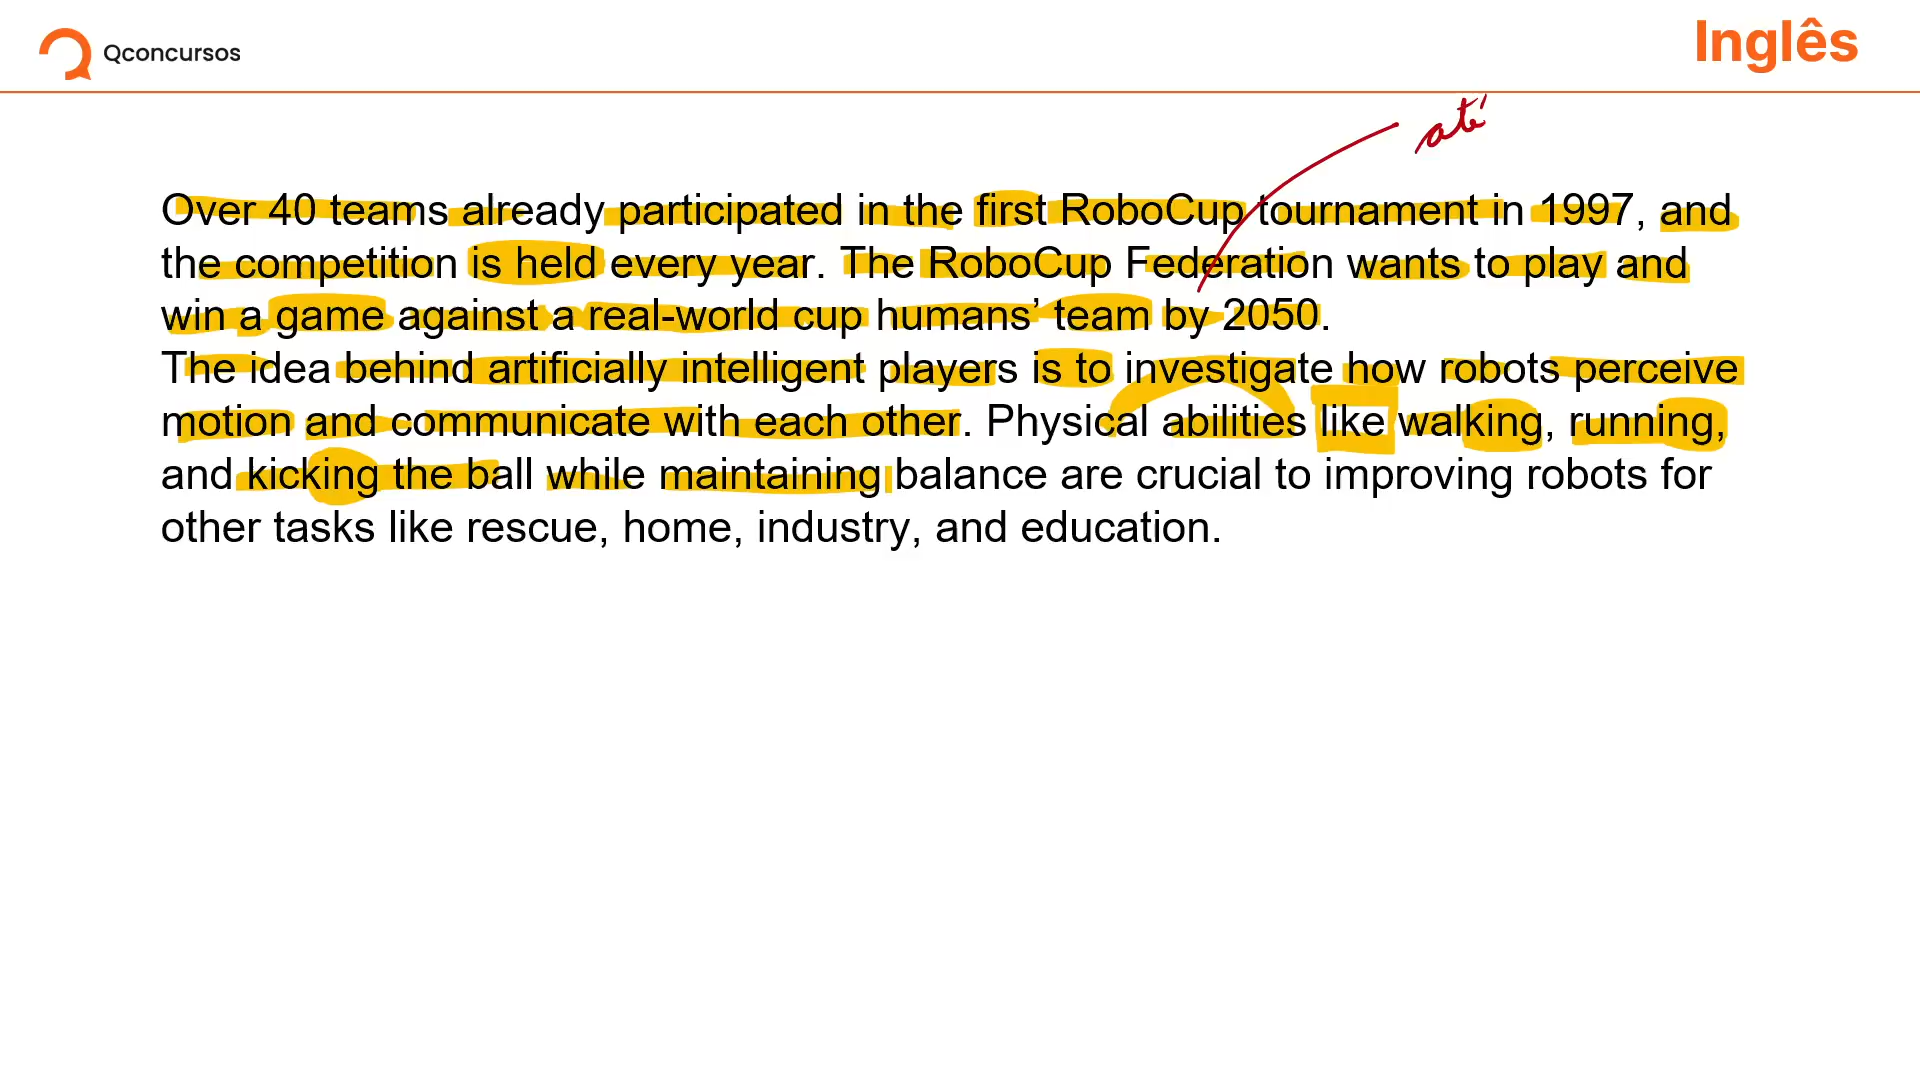 Qconcursos
Inglês
até
Over 40 teams already participated in the first RoboCup tournament in 1997, and
the competition is held every year. The RoboCup Federation wants to play and
win a game against a real-world cup humans’ team by 2050.
The idea behind artificially intelligent players is to investigate how robots perceive
motion and communicate with each other. Physical abilities like walking, running,
and kicking the ball while maintaining balance are crucial to improving robots for
other tasks like rescue, home, industry, and education.